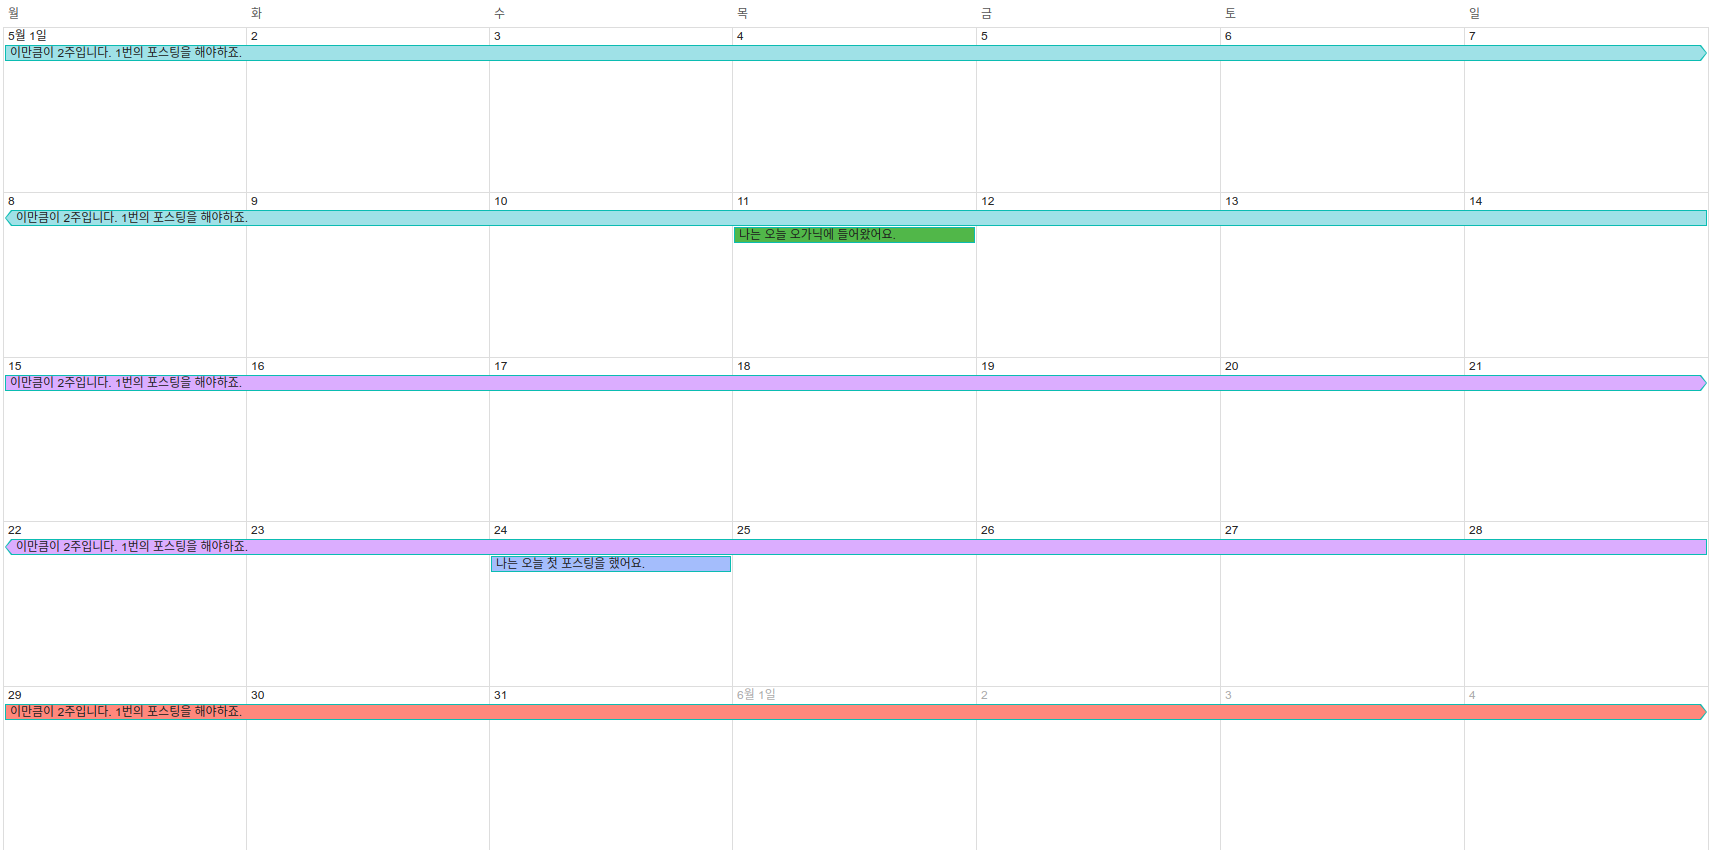 월 화 수 목 금 토 일
5월 1일 2 3 4 5 6 7
이만큼이 2주입니다. 1번의 포스팅을 해야하죠.
8 9 10 11 12 13 14
이만큼이 2주입니다. 1번의 포스팅을 해야하죠.
나는 오늘 오가닉에 들어왔어요.
15 16 17 18 19 20 21
이만큼이 2주입니다. 1번의 포스팅을 해야하죠.
22 23 24 25 26 27 28
이만큼이 2주입니다. 1번의 포스팅을 해야하죠.
나는 오늘 첫 포스팅을 했어요.
29 30 31 6월 1일 2 3 4
이만큼이 2주입니다. 1번의 포스팅을 해야하죠.